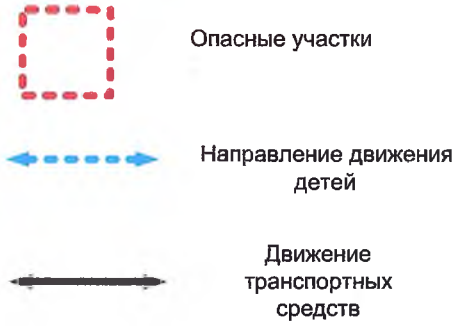 Опасные участки
Направление движения
детей
Движение
транспортных
средств